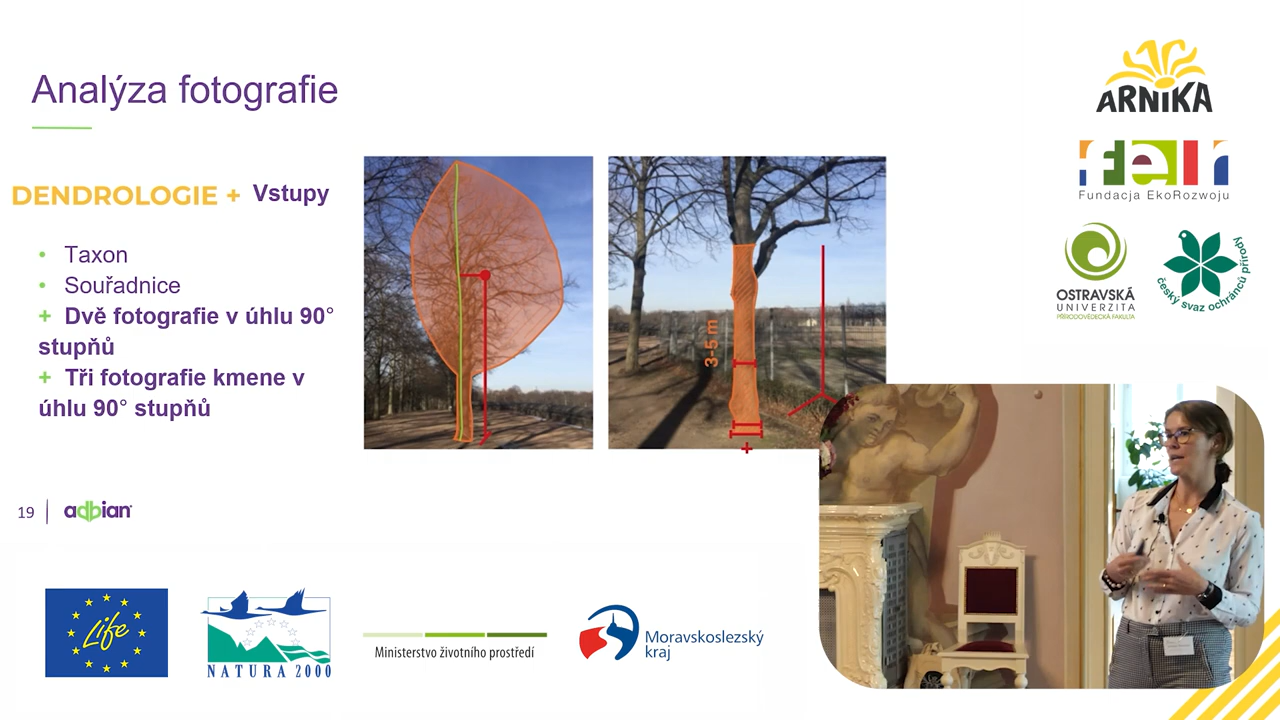 Analýza fotografie
DENDROLOGIE + Vstupy
• Taxon
• Souřadnice
+ Dvě fotografie v úhlu 90°
stupňů
+ Tři fotografie kmene v
úhlu 90° stupňů
3-5 m
+
19
adbian
ARNIKA
feR
Fundacja EkoRozwoju
OSTRAVSKÁ
UNIVERZITA
PŘÍRODOVĚDECKÁ FAKULTA
český svaz ochránců přírody
Life
NATURA 2000
Ministerstvo životního prostředí
Moravskoslezský
kraj